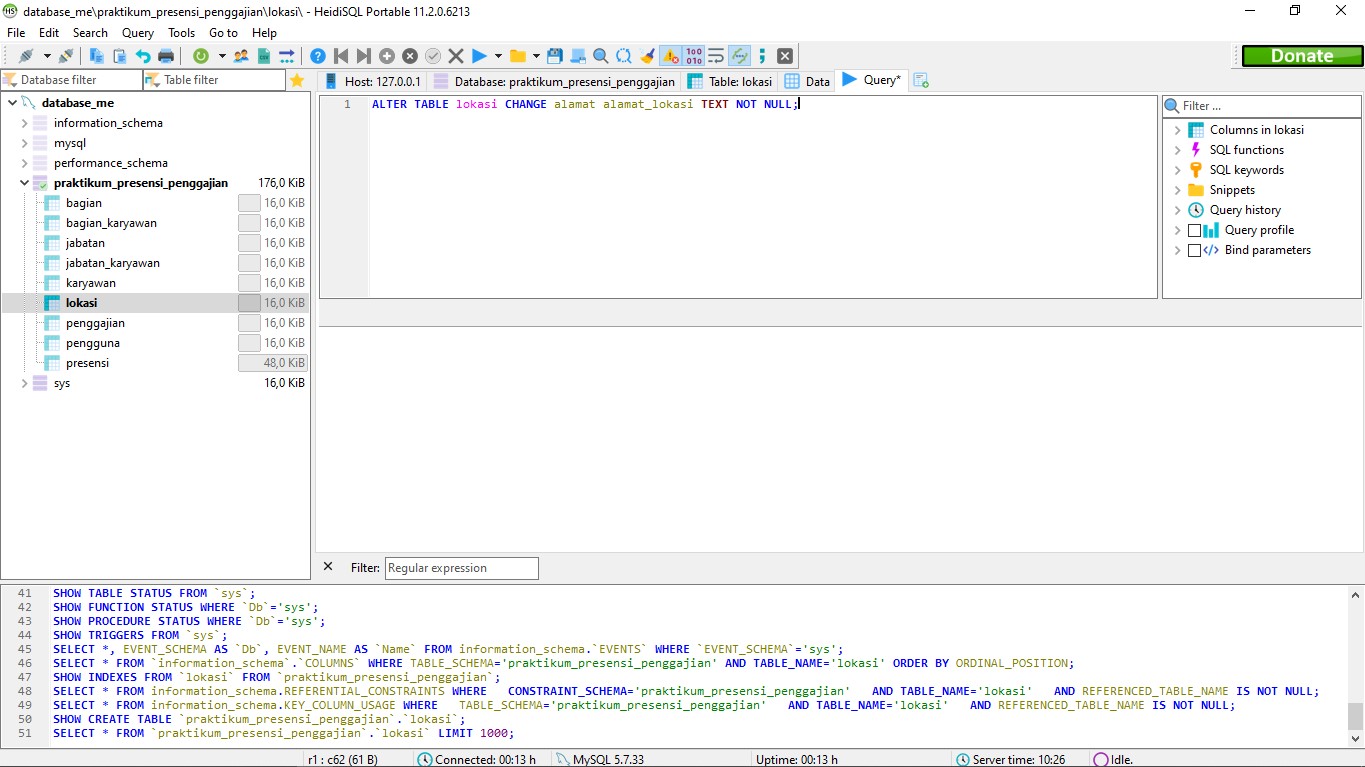 database_me\praktikum_presensi_penggajian\lokasi\ - HeidiSQL Portable 11.2.0.6213
File Edit Search Query Tools Go to Help
Donate
Database filter Table filter Host: 127.0.0.1 Database: praktikum_presensi_penggajian Table: lokasi Data Query*
database_me
information_schema
mysql
performance_schema
praktikum_presensi_penggajian 176,0 KiB
bagian 16,0 KiB
bagian_karyawan 16,0 KiB
jabatan 16,0 KiB
jabatan_karyawan 16,0 KiB
karyawan 16,0 KiB
lokasi 16,0 KiB
penggajian 16,0 KiB
pengguna 16,0 KiB
presensi 48,0 KiB
sys 16,0 KiB
1 ALTER TABLE lokasi CHANGE alamat alamat_lokasi TEXT NOT NULL;
Filter ...
Columns in lokasi
SQL functions
SQL keywords
Snippets
Query history
Query profile
Bind parameters
Filter: Regular expression
41 SHOW TABLE STATUS FROM `sys`;
42 SHOW FUNCTION STATUS WHERE `Db`='sys';
43 SHOW PROCEDURE STATUS WHERE `Db`='sys';
44 SHOW TRIGGERS FROM `sys`;
45 SELECT *, EVENT_SCHEMA AS `Db`, EVENT_NAME AS `Name` FROM information_schema.`EVENTS` WHERE `EVENT_SCHEMA`='sys';
46 SELECT * FROM `information_schema`.`COLUMNS` WHERE TABLE_SCHEMA='praktikum_presensi_penggajian' AND TABLE_NAME='lokasi' ORDER BY ORDINAL_POSITION;
47 SHOW INDEXES FROM `lokasi` FROM `praktikum_presensi_penggajian`;
48 SELECT * FROM information_schema.REFERENTIAL_CONSTRAINTS WHERE CONSTRAINT_SCHEMA='praktikum_presensi_penggajian' AND TABLE_NAME='lokasi' AND REFERENCED_TABLE_NAME IS NOT NULL;
49 SELECT * FROM information_schema.KEY_COLUMN_USAGE WHERE TABLE_SCHEMA='praktikum_presensi_penggajian' AND TABLE_NAME='lokasi' AND REFERENCED_TABLE_NAME IS NOT NULL;
50 SHOW CREATE TABLE `praktikum_presensi_penggajian`.`lokasi`;
51 SELECT * FROM `praktikum_presensi_penggajian`.`lokasi` LIMIT 1000;
r1 : c62 (61 B) Connected: 00:13 h MySQL 5.7.33 Uptime: 00:13 h Server time: 10:26 Idle.